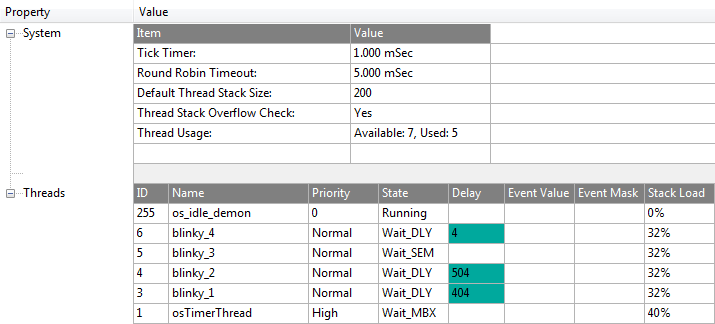 Property Value
System
Item Value
Tick Timer: 1.000 mSec
Round Robin Timeout: 5.000 mSec
Default Thread Stack Size: 200
Thread Stack Overflow Check: Yes
Thread Usage: Available: 7, Used: 5
Threads
ID Name Priority State Delay Event Value Event Mask Stack Load
255 os_idle_demon 0 Running 0%
6 blinky_4 Normal Wait_DLY 4 32%
5 blinky_3 Normal Wait_SEM 32%
4 blinky_2 Normal Wait_DLY 504 32%
3 blinky_1 Normal Wait_DLY 404 32%
1 osTimerThread High Wait_MBX 40%